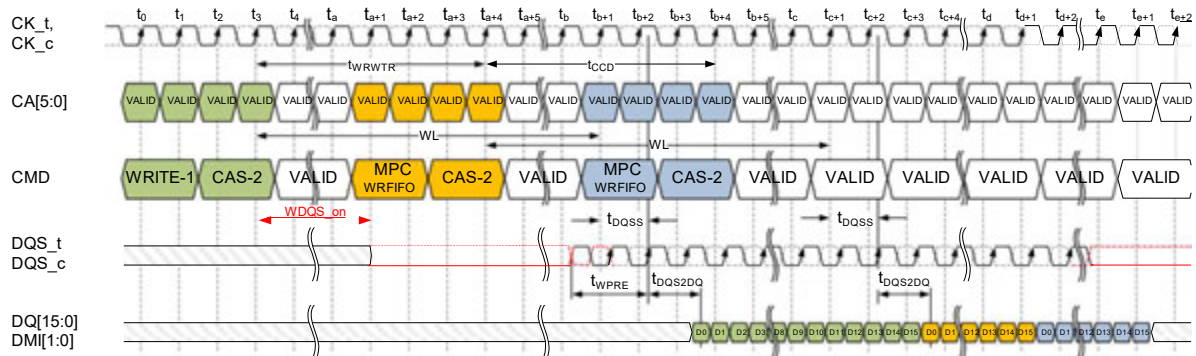 t0 t1 t2 t3 t4 ta ta+1 ta+2 ta+3 ta+4 ta+5 tb tb+1 tb+2 tb+3 tb+4 tb+5 tc tc+1 tc+2 tc+3 tc+4 td td+1 td+2 te te+1 te+2
CK_t,
CK_c
tWRWTR tCCD
CA[5:0] VALID VALID VALID VALID VALID VALID VALID VALID VALID VALID VALID VALID VALID VALID VALID VALID VALID VALID VALID VALID VALID VALID VALID VALID VALID VALID VALID VALID
WL WL
CMD WRITE-1 CAS-2 VALID MPC WRFIFO CAS-2 VALID MPC WRFIFO CAS-2 VALID VALID VALID VALID VALID VALID
WDQS_on tDQSS tDQSS
DQS_t
DQS_c
tWPRE tDQS2DQ tDQS2DQ
DQ[15:0]
DMI[1:0]
D0 D1 D2 D3 D8 D9 D10 D11 D12 D13 D14 D15 D0 D1 D12 D13 D14 D15 D0 D1 D12 D13 D14 D15